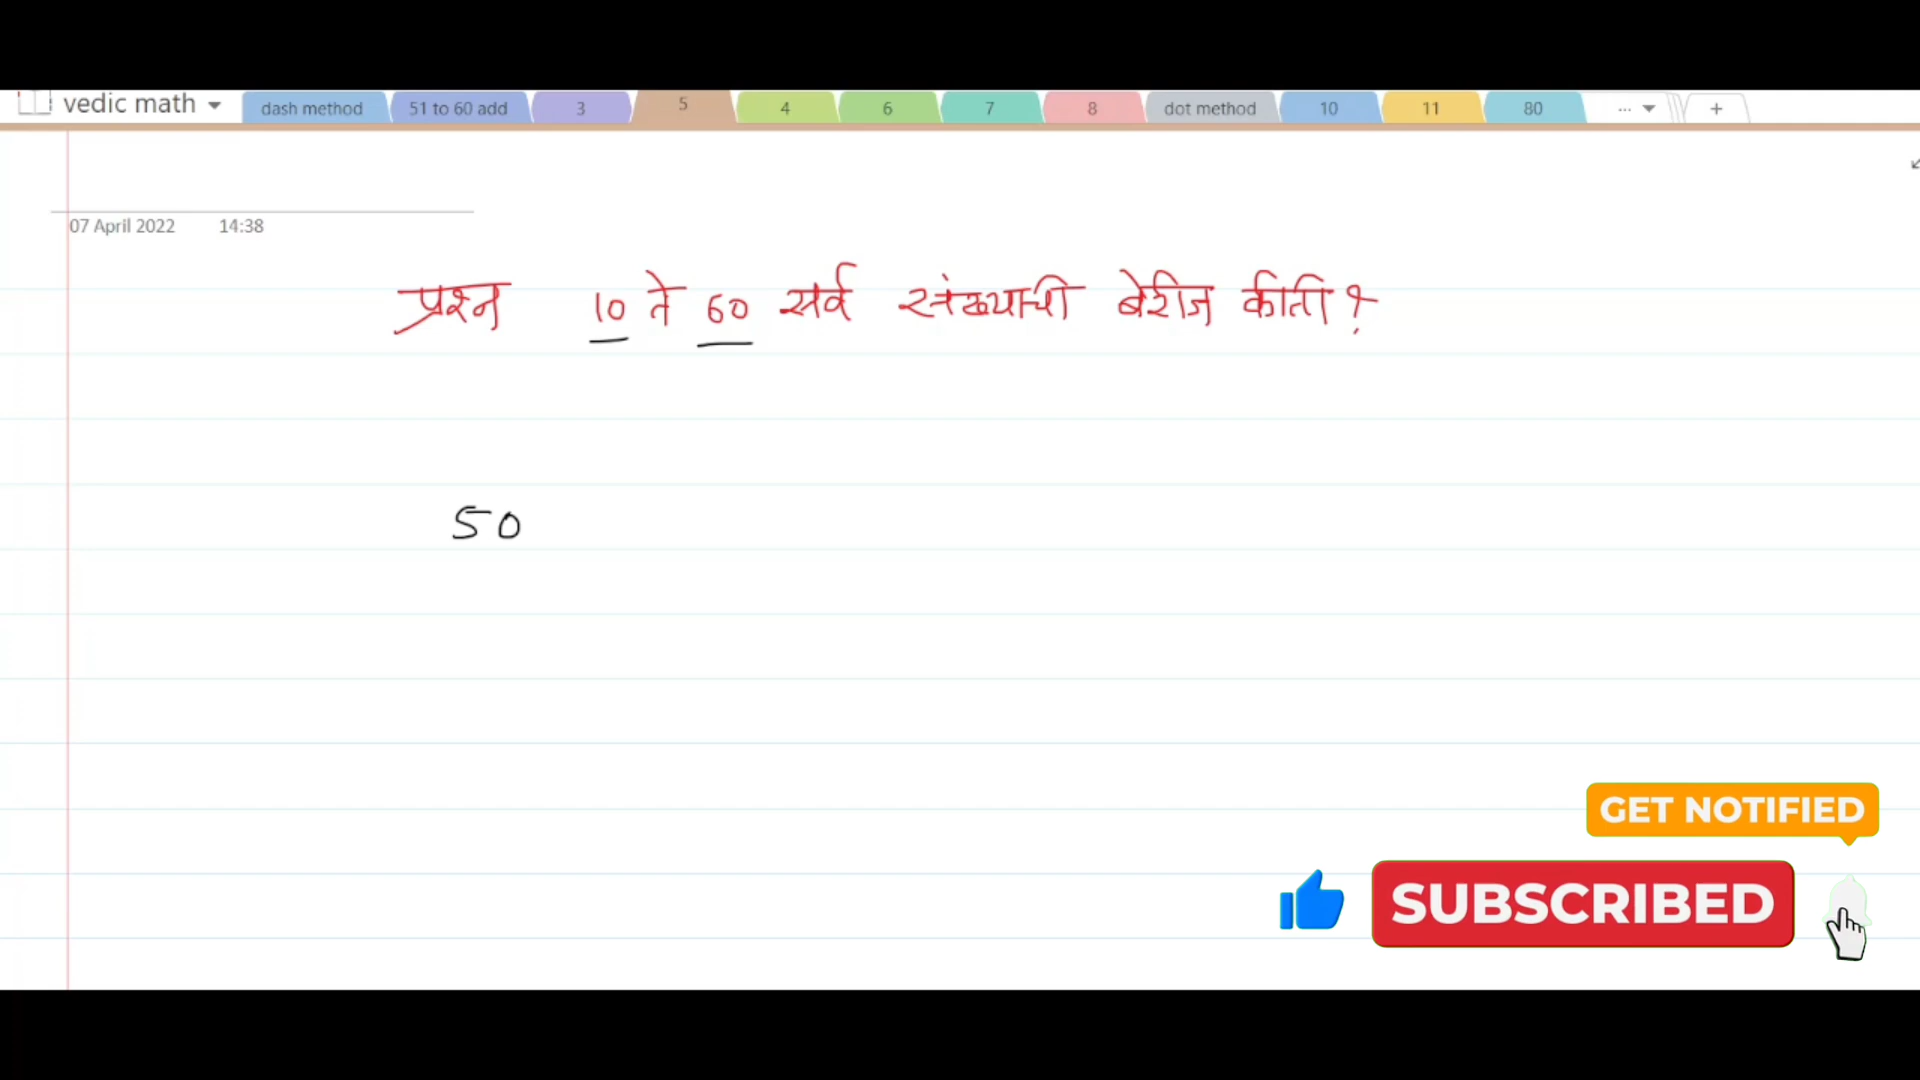 vedic math
dash method
51 to 60 add
3
5
4
6
7
8
dot method
10
11
80
...
+
07 April 2022 14:38
प्रश्न 10 ते 60 सर्व संख्याची बेरीज कीती ?
50
GET NOTIFIED
SUBSCRIBED